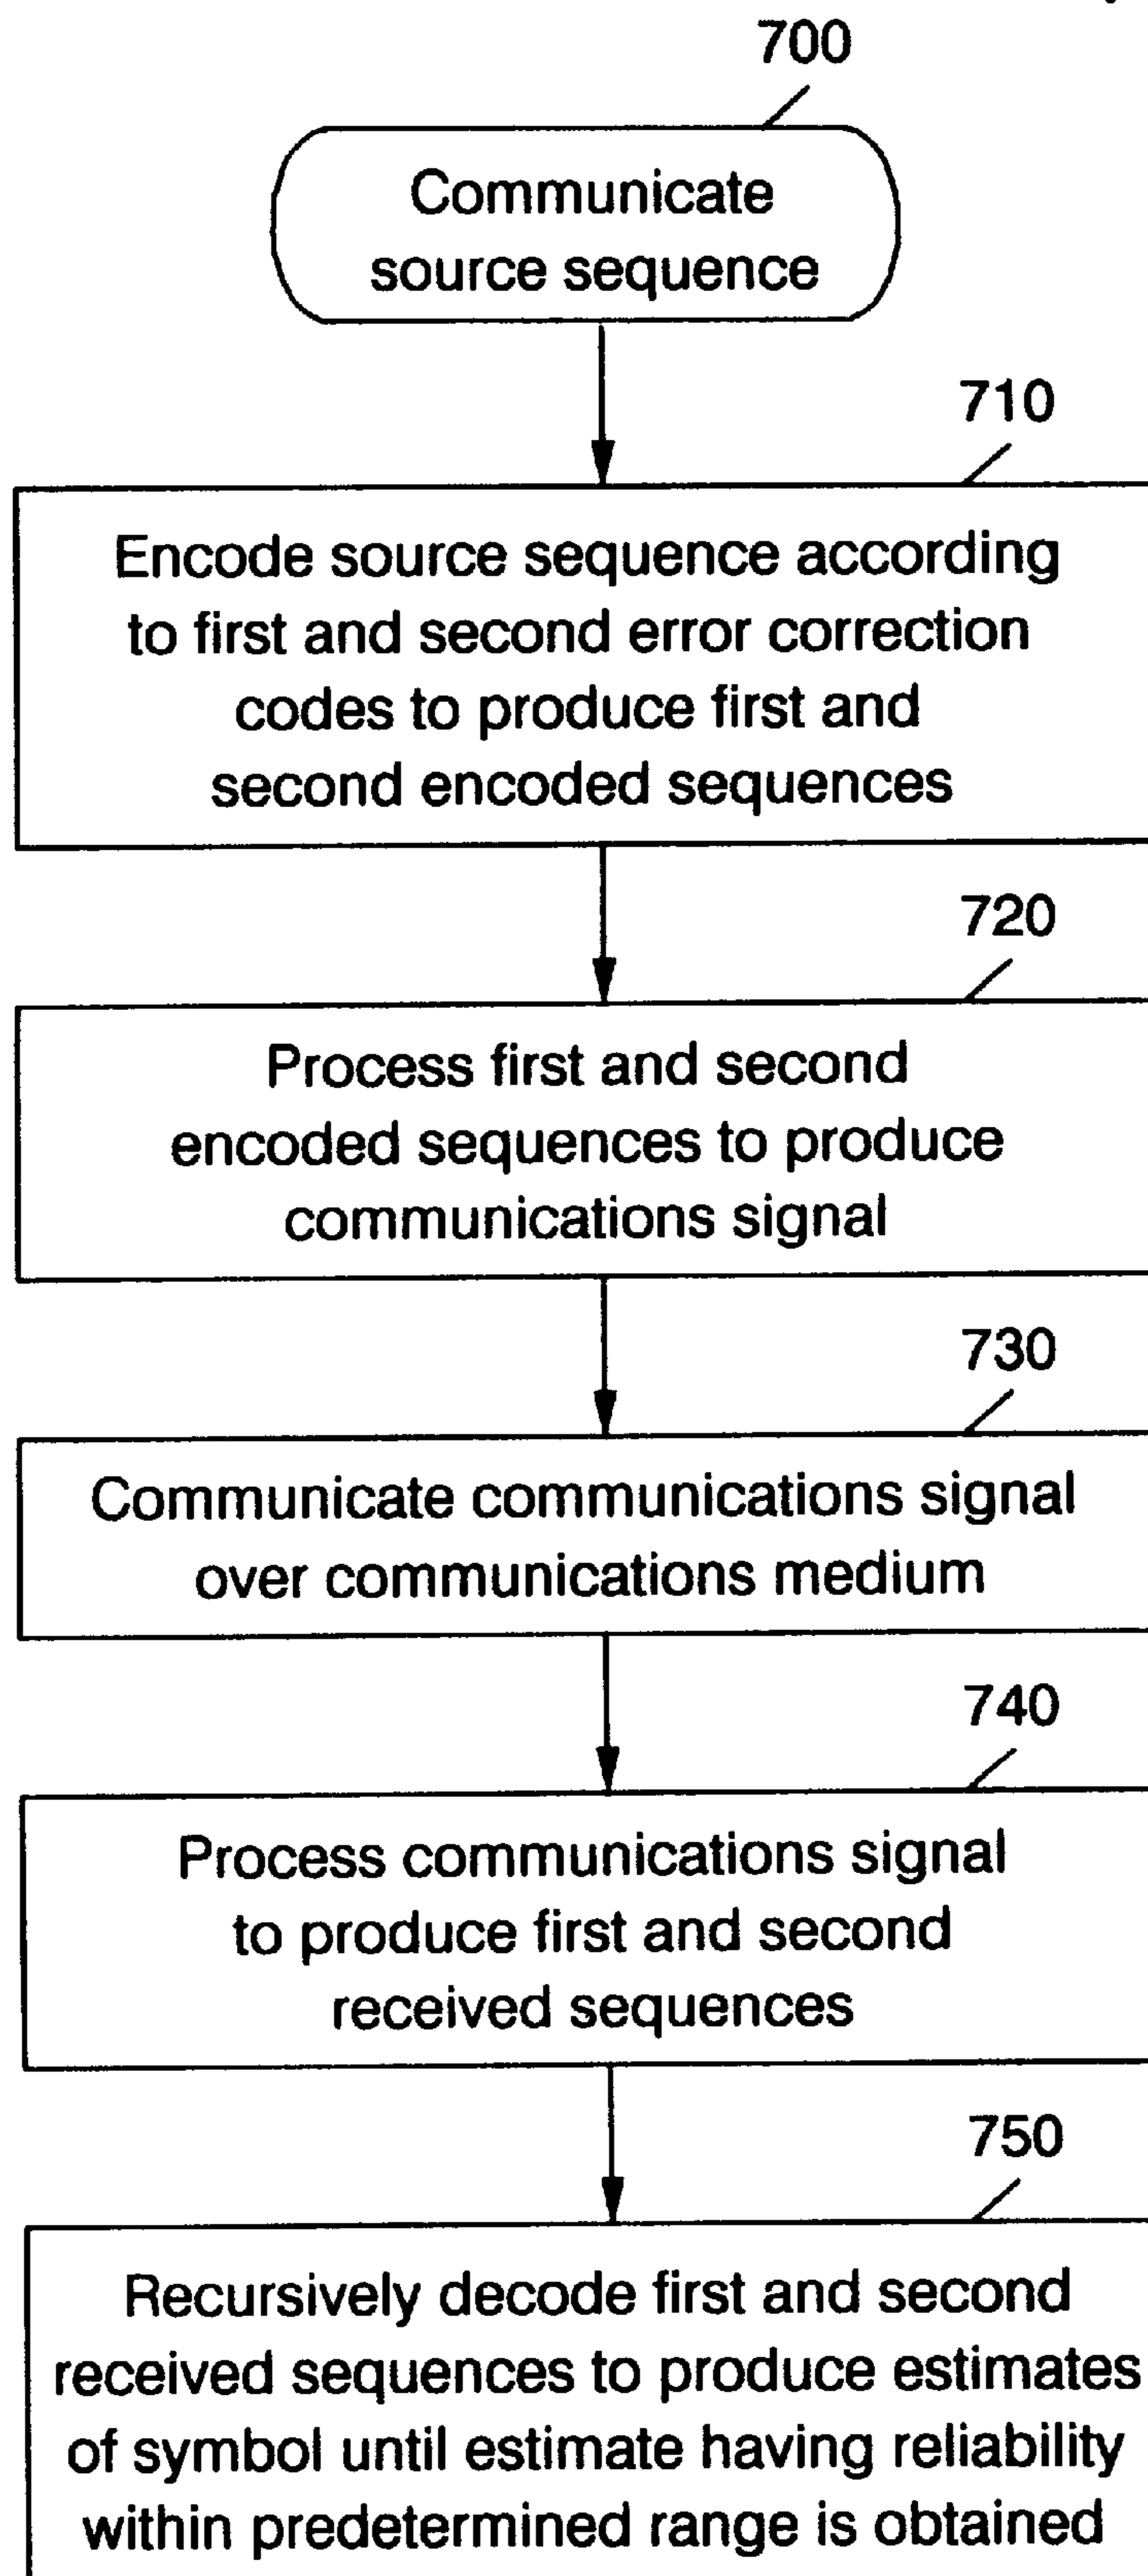 700
Communicate
source sequence
710
Encode source sequence according
to first and second error correction
codes to produce first and
second encoded sequences
720
Process first and second
encoded sequences to produce
communications signal
730
Communicate communications signal
over communications medium
740
Process communications signal
to produce first and second
received sequences
750
Recursively decode first and second
received sequences to produce estimates
of symbol until estimate having reliability
within predetermined range is obtained